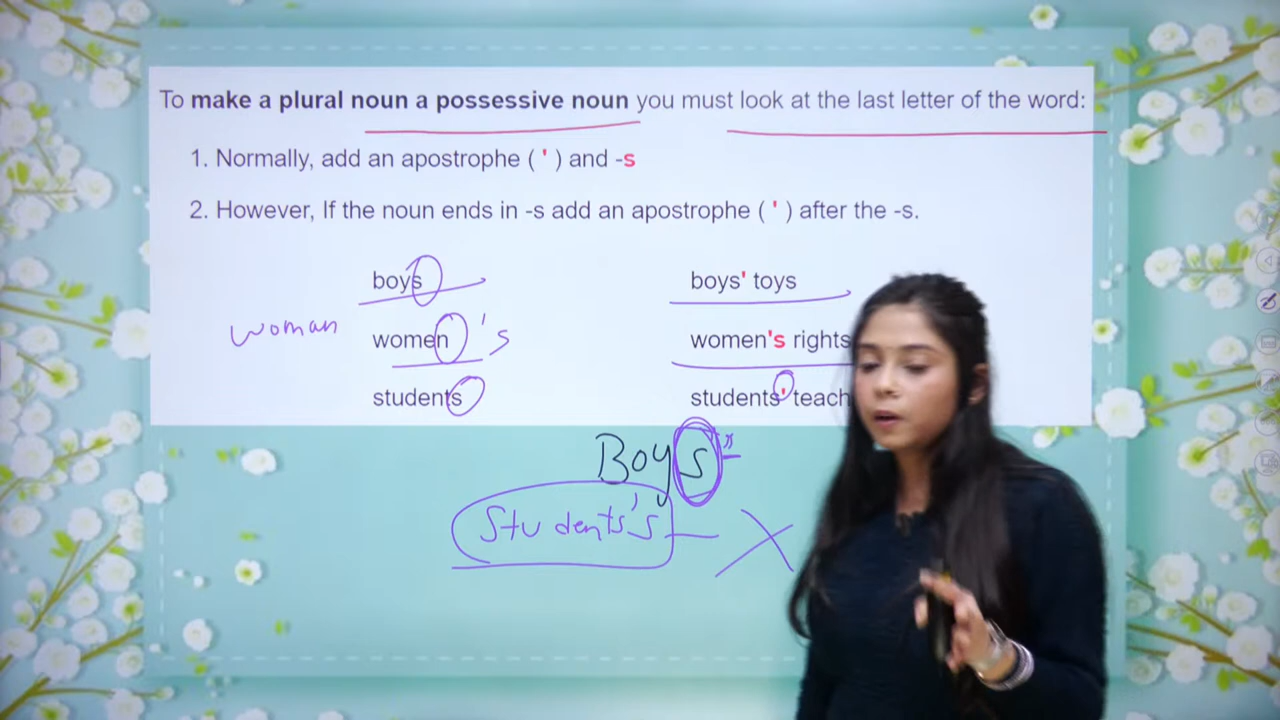 To make a plural noun a possessive noun you must look at the last letter of the word:
1. Normally, add an apostrophe ( ' ) and -s
2. However, If the noun ends in -s add an apostrophe ( ' ) after the -s.
boys boys' toys
woman women 's women's rights
students students' teach
Boys
Students's